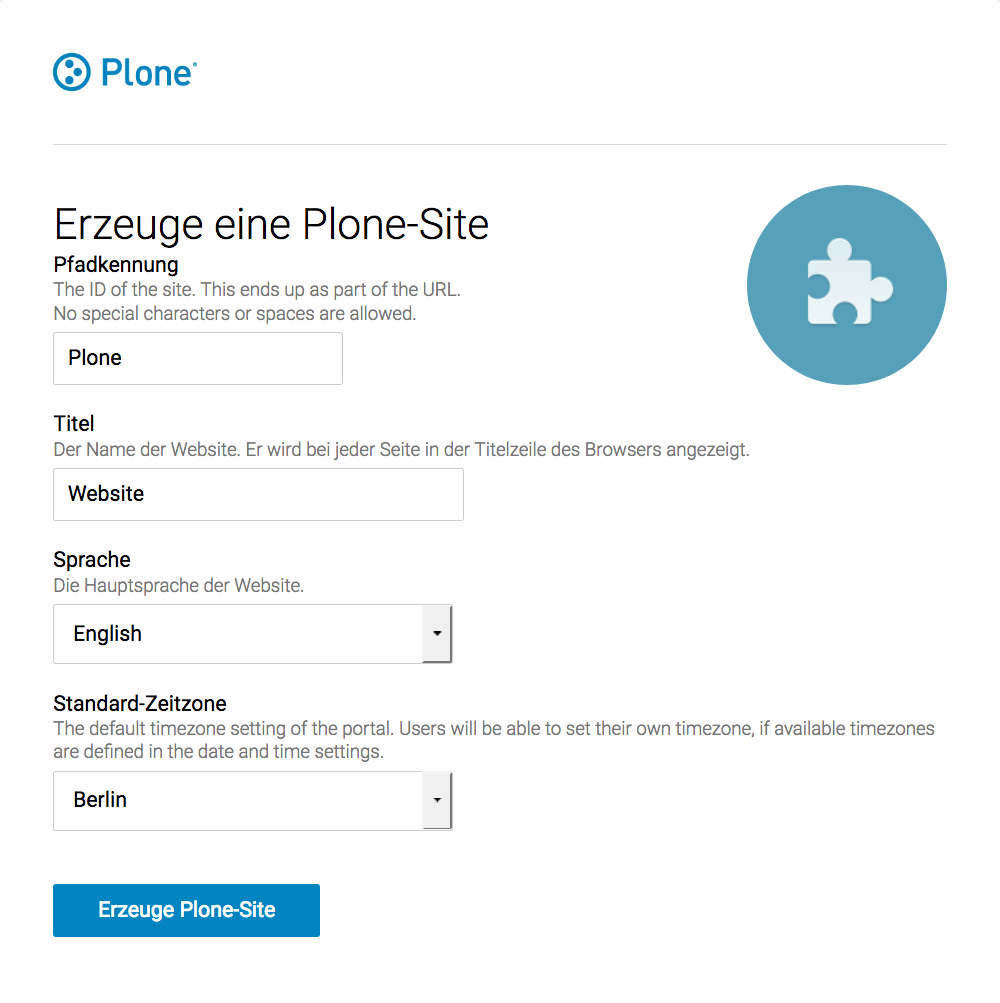 Plone®
Erzeuge eine Plone-Site
Pfadkennung
The ID of the site. This ends up as part of the URL.
No special characters or spaces are allowed.
Plone
Titel
Der Name der Website. Er wird bei jeder Seite in der Titelzeile des Browsers angezeigt.
Website
Sprache
Die Hauptsprache der Website.
English
Standard-Zeitzone
The default timezone setting of the portal. Users will be able to set their own timezone, if available timezones
are defined in the date and time settings.
Berlin
Erzeuge Plone-Site